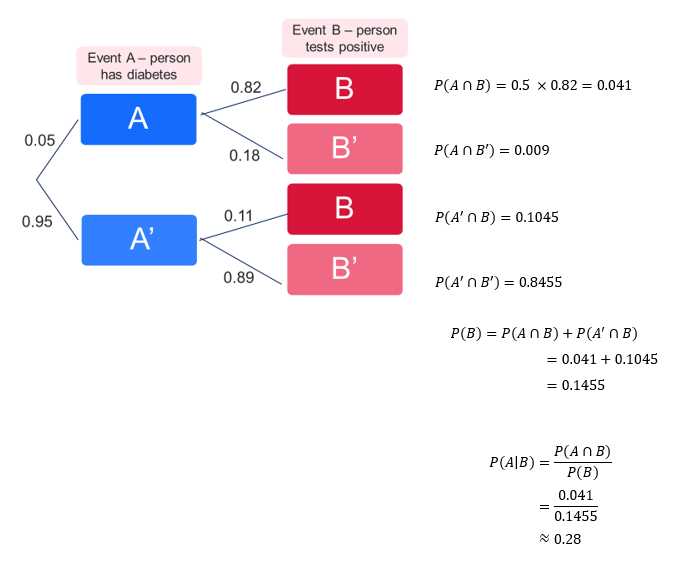 Event B – person
tests positive
Event A – person
has diabetes
0.82
B
P(A ∩ B) = 0.5 × 0.82 = 0.041
A
0.05
0.18
B’
P(A ∩ B′) = 0.009
0.95
0.11
B
P(A′ ∩ B) = 0.1045
A’
0.89
B’
P(A′ ∩ B′) = 0.8455
P(B) = P(A ∩ B) + P(A′ ∩ B)
= 0.041 + 0.1045
= 0.1455
P(A|B) = P(A ∩ B) / P(B)
= 0.041 / 0.1455
≈ 0.28